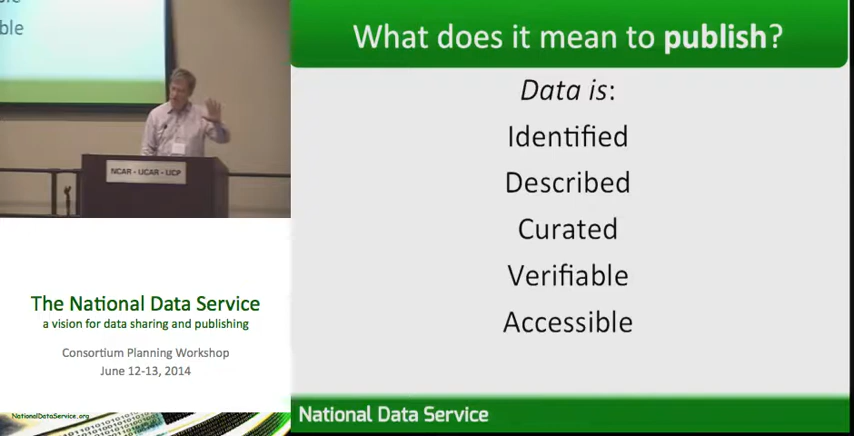 ble
NCAR - UCAR - UCP
The National Data Service
a vision for data sharing and publishing
Consortium Planning Workshop
June 12-13, 2014
NationalDataService.org
What does it mean to publish?
Data is:
Identified
Described
Curated
Verifiable
Accessible
National Data Service